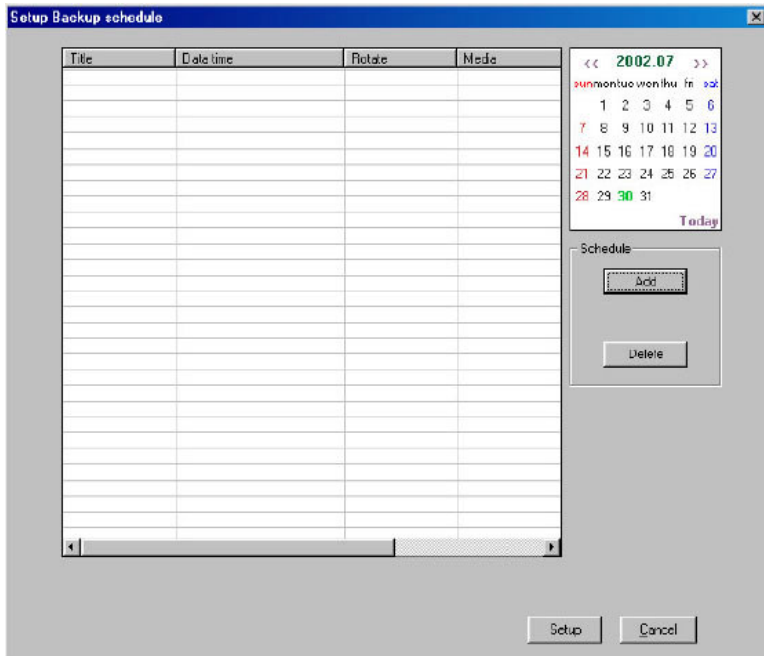 Setup Backup schedule
Title Data time Rotate Media
<< 2002.07 >>
sun mon tue wen thu fri sat
1 2 3 4 5 6
7 8 9 10 11 12 13
14 15 16 17 18 19 20
21 22 23 24 25 26 27
28 29 30 31
Today
Schedule
Add
Delete
Setup Cancel